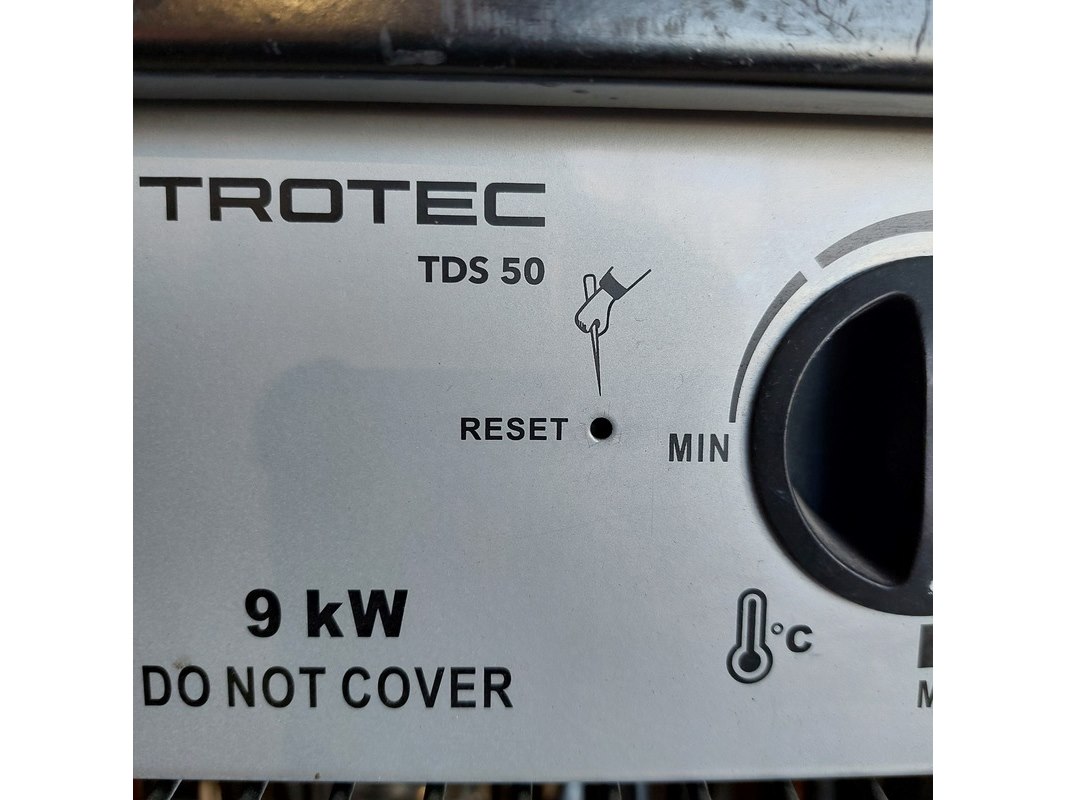 TROTEC
TDS 50
RESET
MIN
9 kW
°C
DO NOT COVER